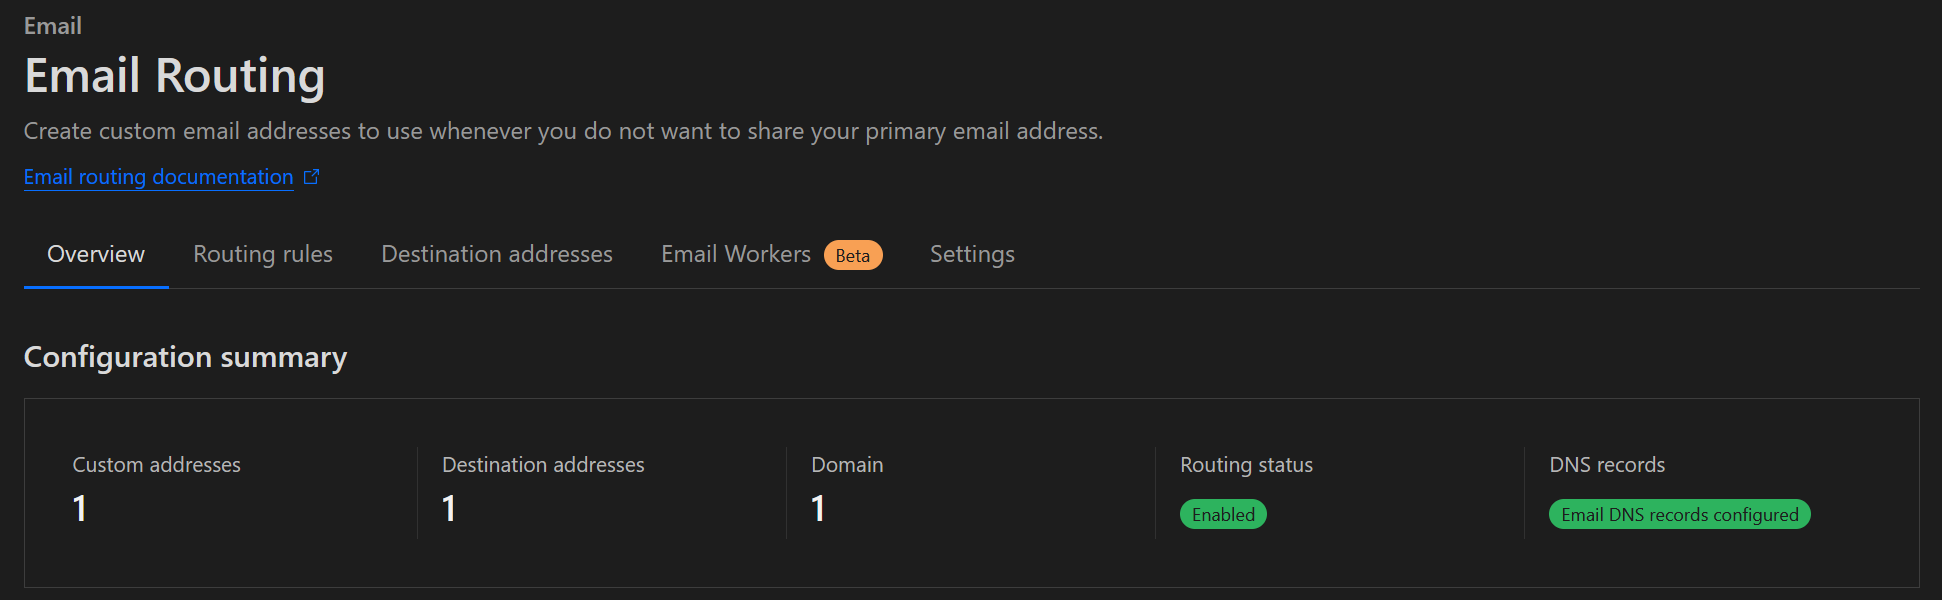 Email
Email Routing
Create custom email addresses to use whenever you do not want to share your primary email address.
Email routing documentation
Overview Routing rules Destination addresses Email Workers Beta Settings
Configuration summary
Custom addresses Destination addresses Domain Routing status DNS records
1 1 1 Enabled Email DNS records configured